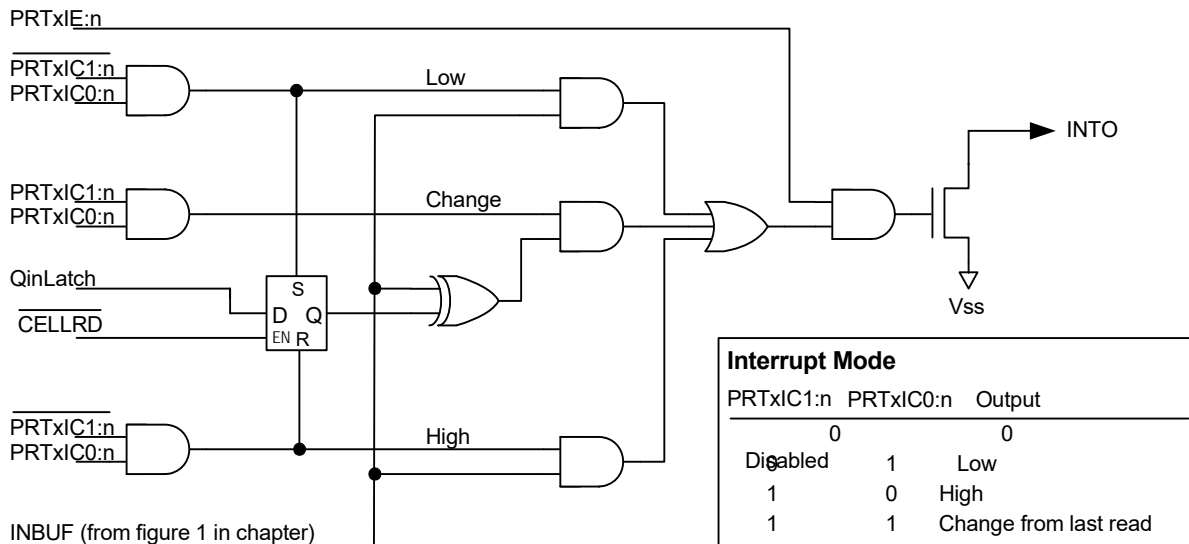 PRTxIE:n
PRTxIC1:n
PRTxIC0:n
Low
INTO
PRTxIC1:n
PRTxIC0:n
Change
QinLatch
S
D Q
EN R
CELLRD
Vss
PRTxIC1:n
PRTxIC0:n
High
INBUF (from figure 1 in chapter)
Interrupt Mode
PRTxIC1:n PRTxIC0:n Output
0 0
Disabled
0 1 Low
1 0 High
1 1 Change from last read